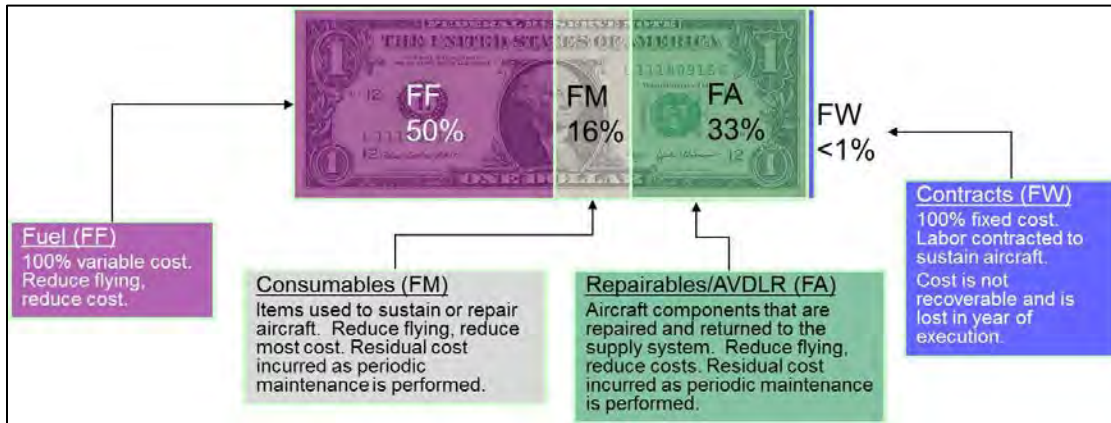 THE UNITED STATES OF AMERICA
FF
50%
FM
16%
FA
33%
FW
<1%
ONE DOLLAR
Fuel (FF)
100% variable cost.
Reduce flying,
reduce cost.
Consumables (FM)
Items used to sustain or repair
aircraft.  Reduce flying, reduce
most cost. Residual cost
incurred as periodic
maintenance is performed.
Repairables/AVDLR (FA)
Aircraft components that are
repaired and returned to the
supply system.  Reduce flying,
reduce costs. Residual cost
incurred as periodic maintenance
is performed.
Contracts (FW)
100% fixed cost.
Labor contracted to
sustain aircraft.
Cost is not
recoverable and is
lost in year of
execution.